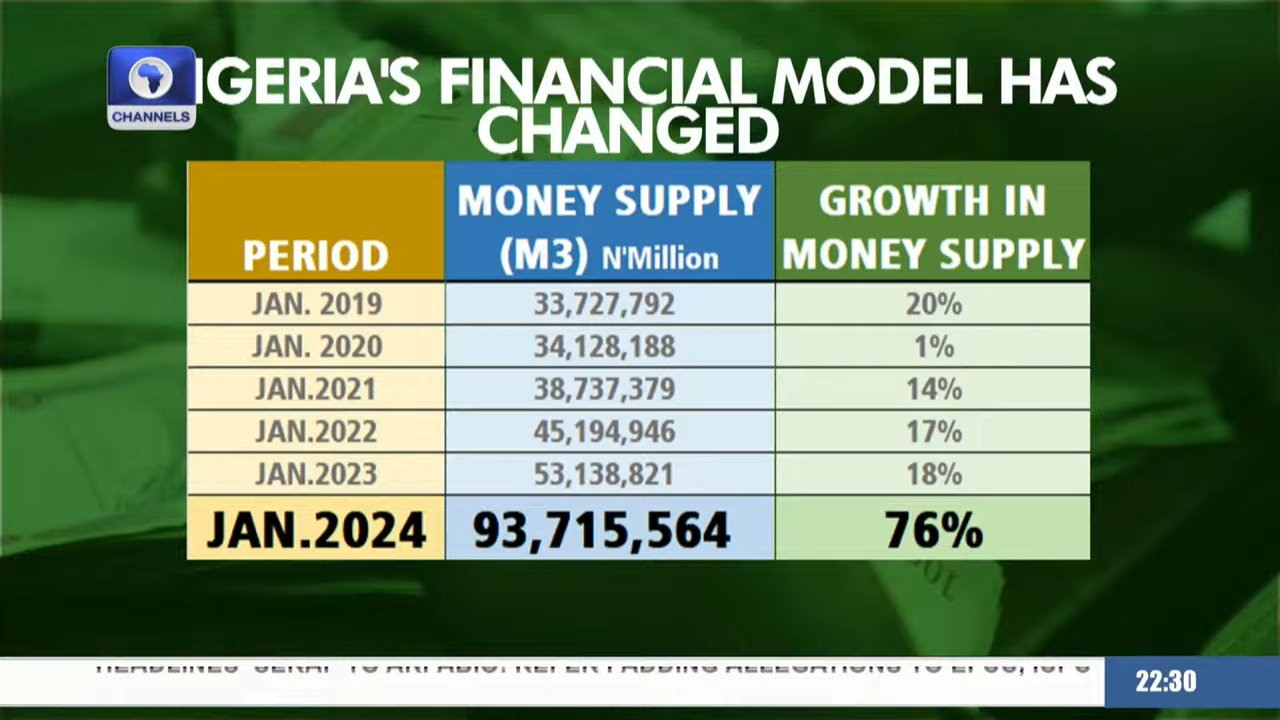 IGERIA'S FINANCIAL MODEL HAS
CHANGED
CHANNELS
PERIOD MONEY SUPPLY (M3) N'Million GROWTH IN MONEY SUPPLY
JAN. 2019 33,727,792 20%
JAN. 2020 34,128,188 1%
JAN.2021 38,737,379 14%
JAN.2022 45,194,946 17%
JAN.2023 53,138,821 18%
JAN.2024 93,715,564 76%
22:30